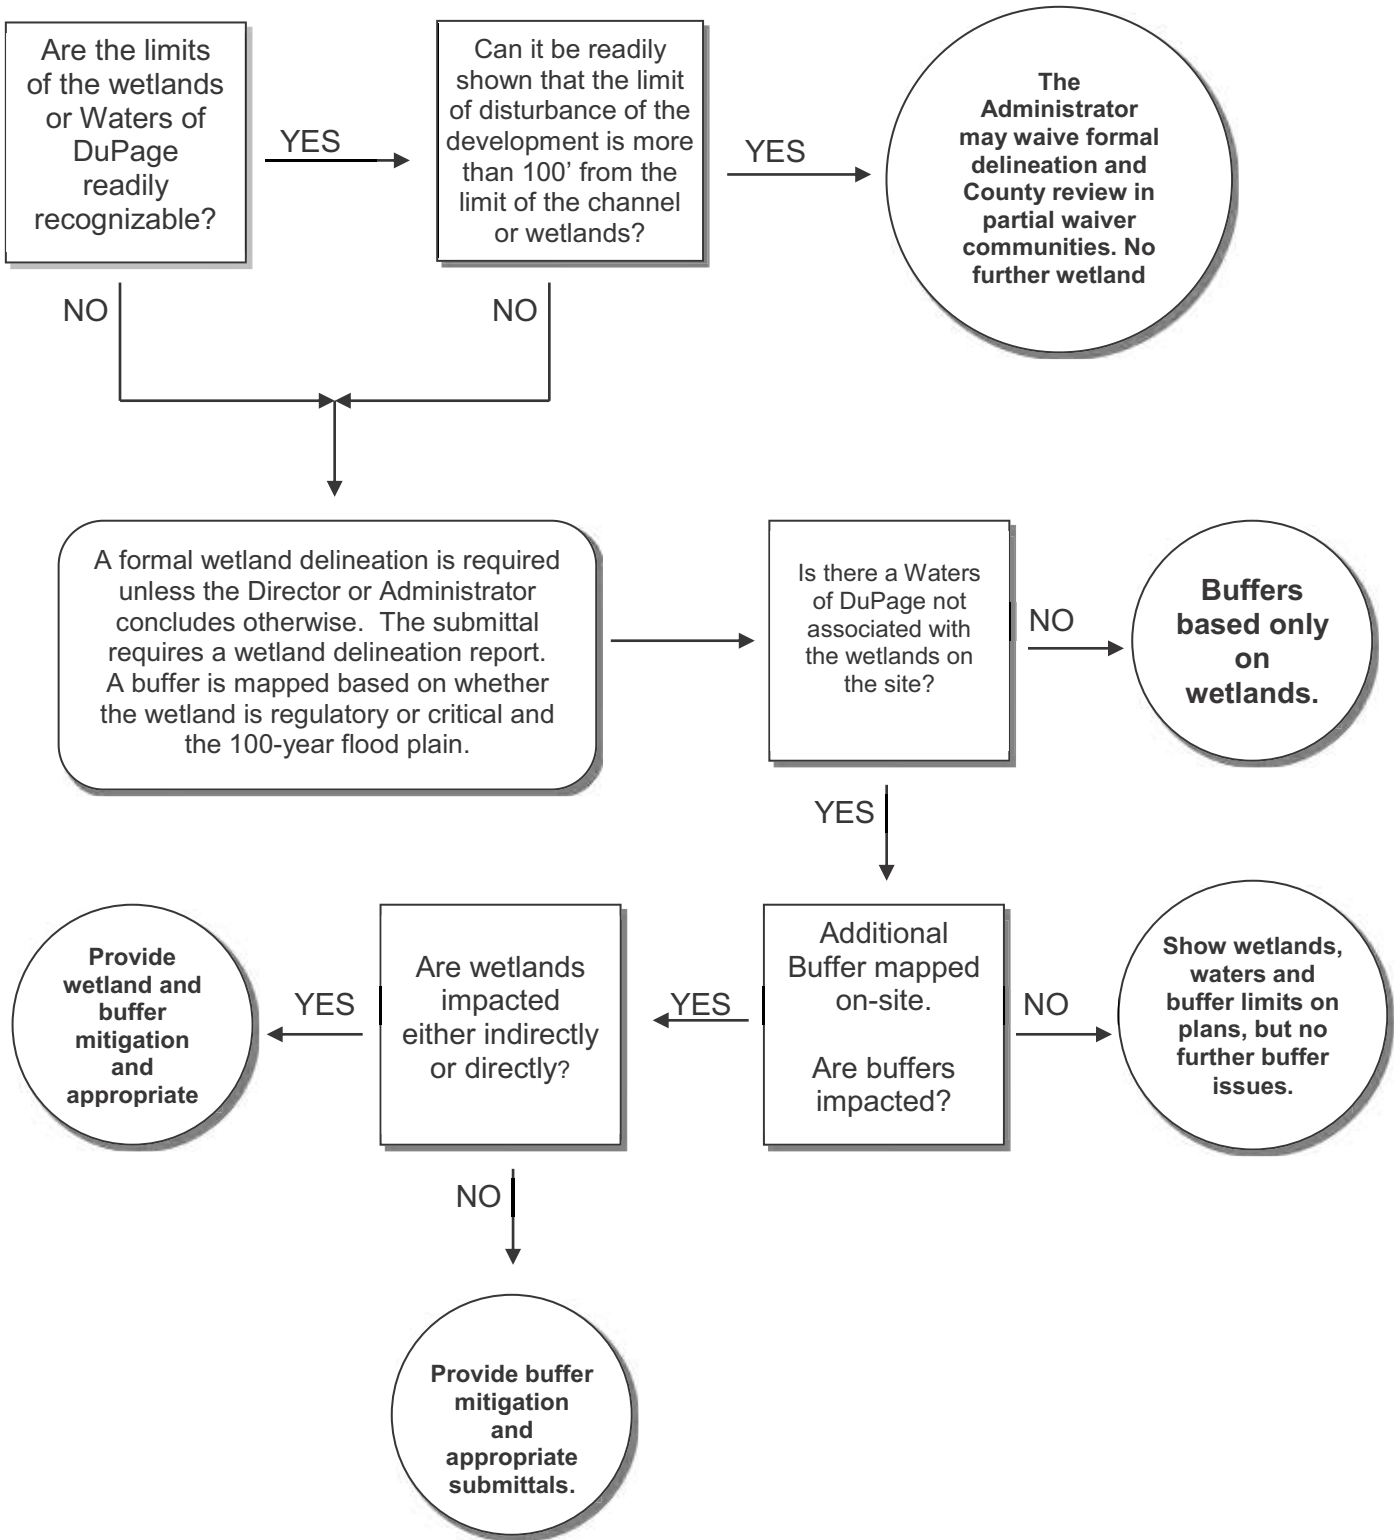 Are the limits
of the wetlands
or Waters of
DuPage
readily
recognizable?
YES
Can it be readily
shown that the limit
of disturbance of the
development is more
than 100’ from the
limit of the channel
or wetlands?
YES
The
Administrator
may waive formal
delineation and
County review in
partial waiver
communities. No
further wetland
NO
NO
A formal wetland delineation is required
unless the Director or Administrator
concludes otherwise.  The submittal
requires a wetland delineation report.
A buffer is mapped based on whether
the wetland is regulatory or critical and
the 100-year flood plain.
Is there a Waters
of DuPage not
associated with
the wetlands on
the site?
NO
Buffers
based only
on
wetlands.
YES
Provide
wetland and
buffer
mitigation
and
appropriate
YES
Are wetlands
impacted
either indirectly
or directly?
YES
Additional
Buffer mapped
on-site.
Are buffers
impacted?
NO
Show wetlands,
waters and
buffer limits on
plans, but no
further buffer
issues.
NO
Provide buffer
mitigation
and
appropriate
submittals.